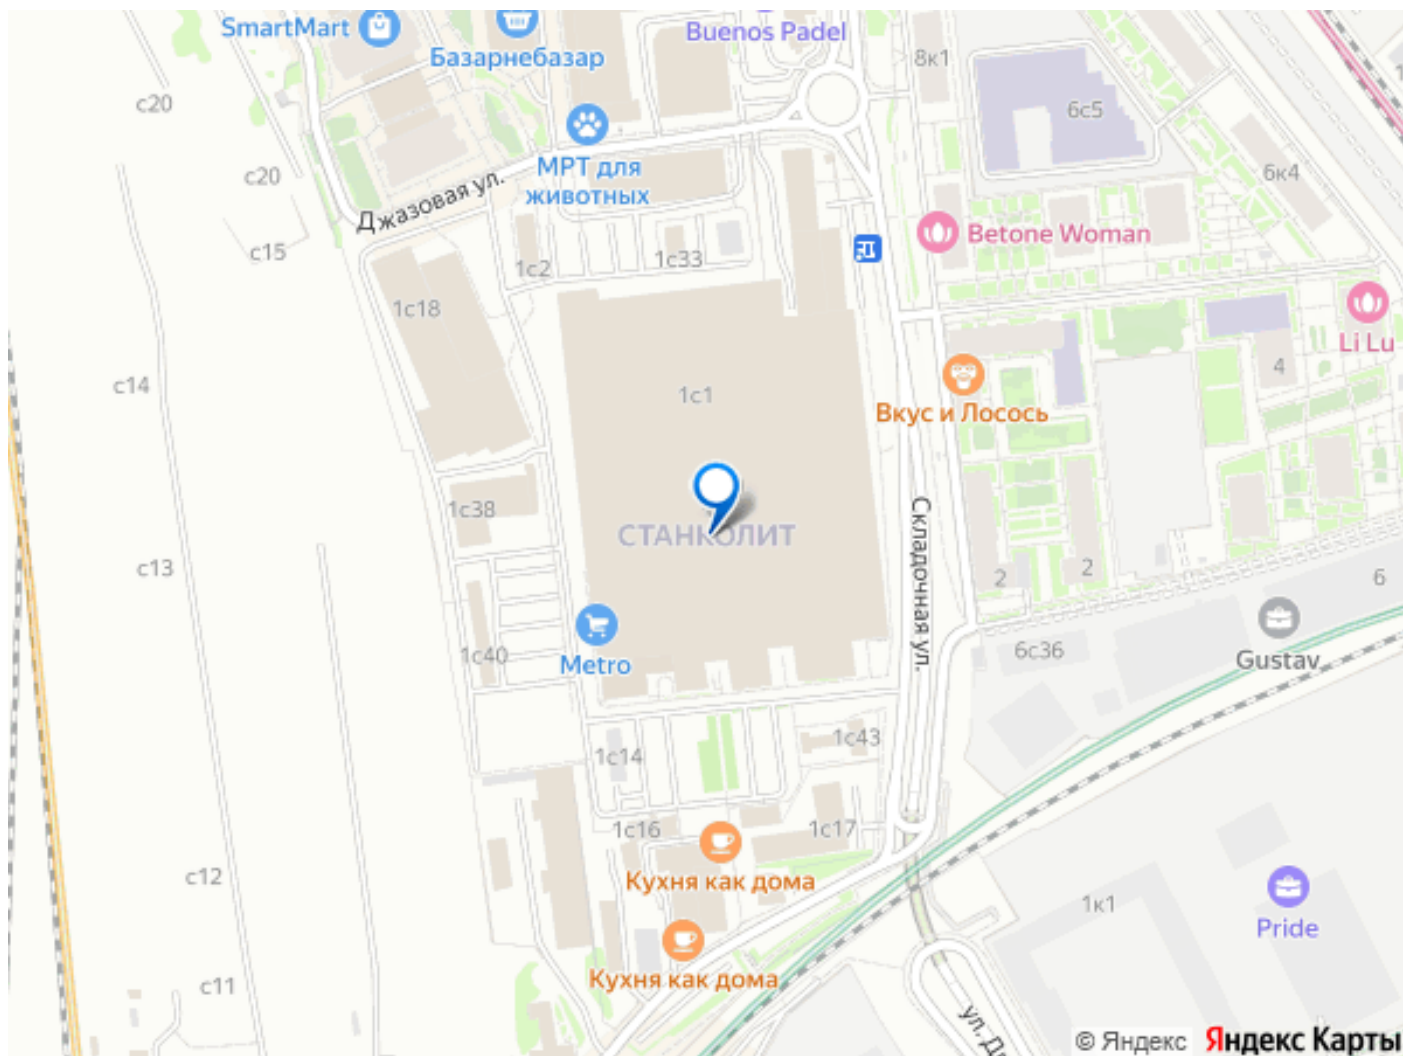 SmartMart
Базарнебазар
Buenos Padel
8к1
6с5
6к4
с20
МРТ для
животных
с20
Джазовая ул.
с15
1с2
1с33
Betone Woman
1с18
Li Lu
с14
1с1
4
Вкус и Лосось
1с38
СТАНКОЛИТ
Складочная ул.
с13
2
2
6
1с40
Metro
6с36
Gustav
1с14
1с43
1с16
1с17
Кухня как дома
с12
1к1
Pride
Кухня как дома
с11
© Яндекс Яндекс Карты